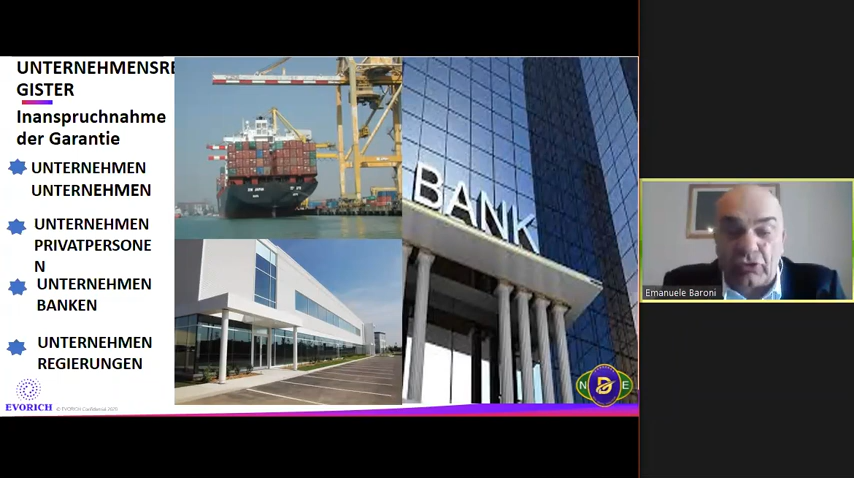 UNTERNEHMENSRE
GISTER
Inanspruchnahme
der Garantie
UNTERNEHMEN
UNTERNEHMEN
UNTERNEHMEN
PRIVATPERSONE
N
UNTERNEHMEN
BANKEN
UNTERNEHMEN
REGIERUNGEN
EVORICH
BANK
N D E
Emanuele Baroni